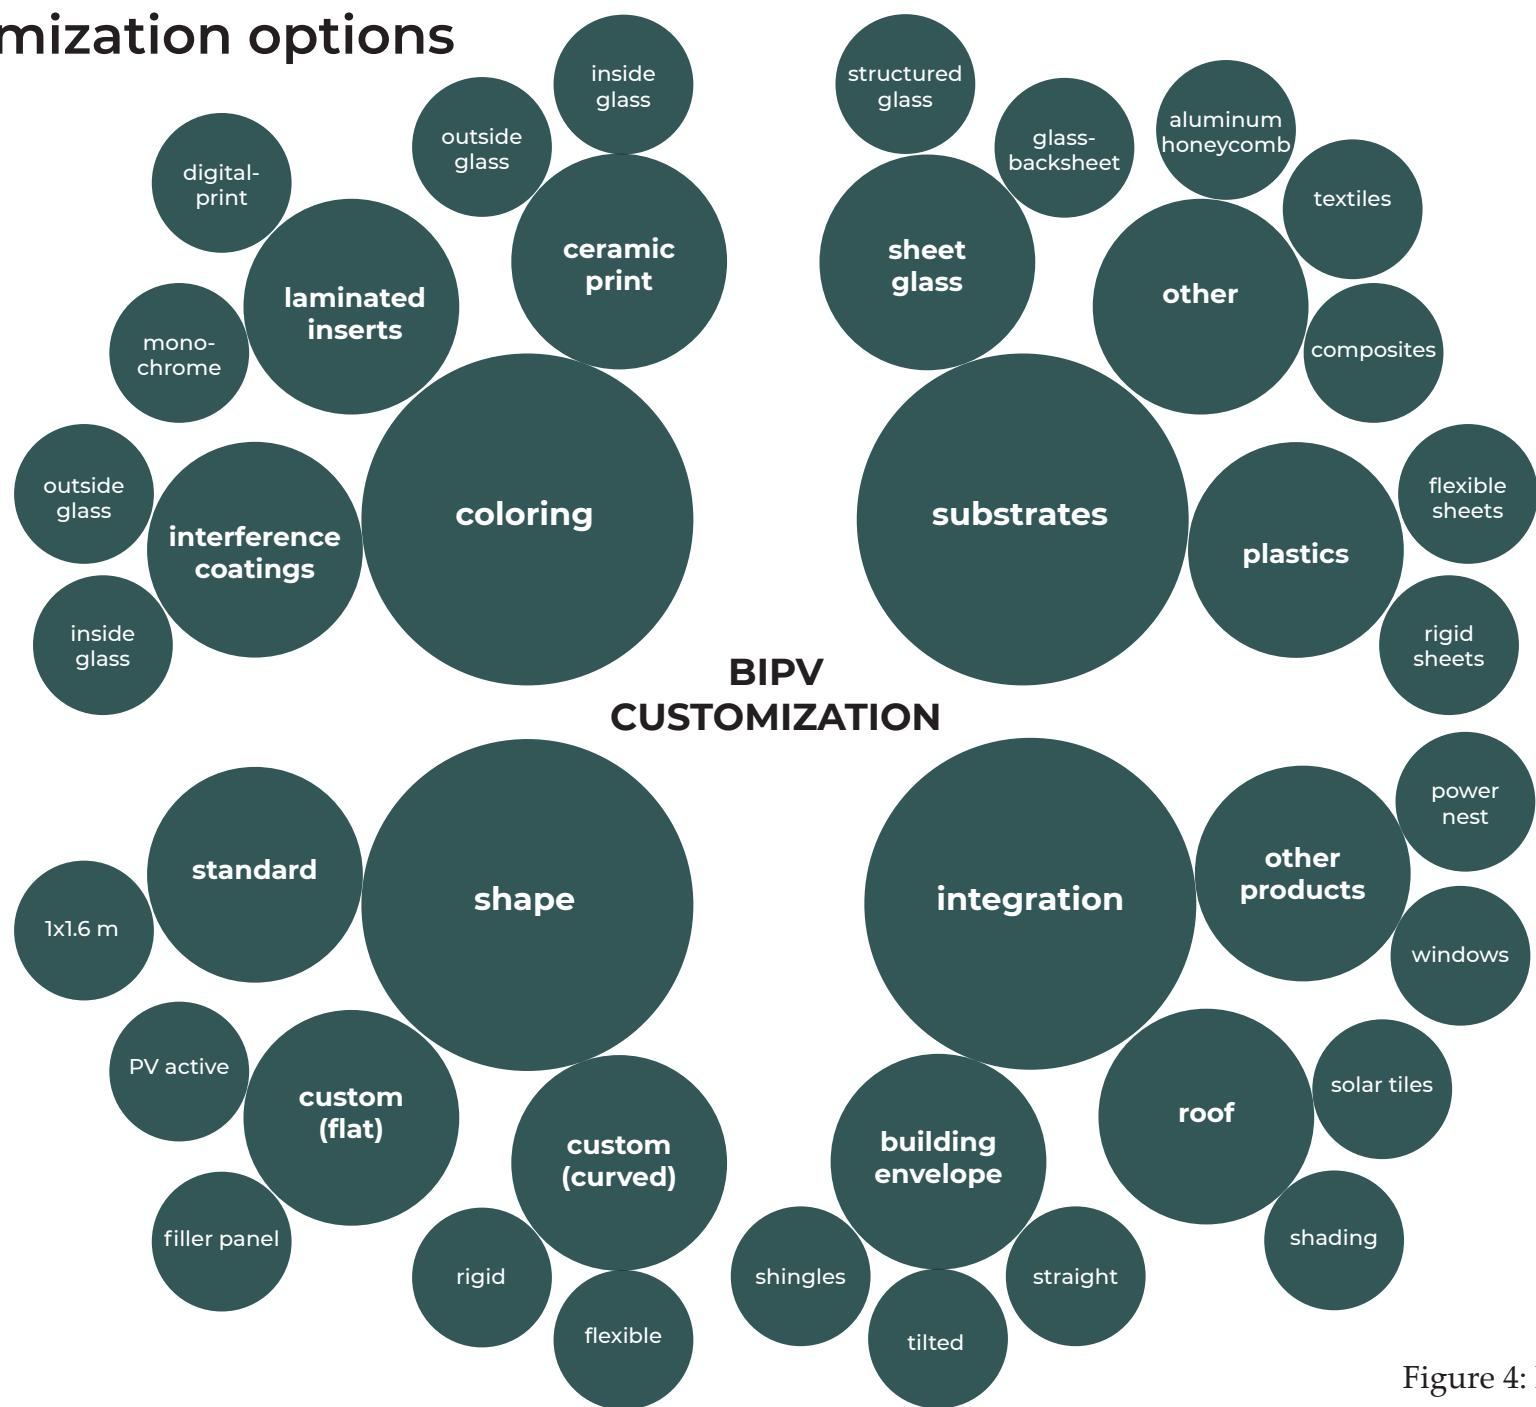 mization options
inside
glass
outside
glass
ceramic
print
digital-
print
laminated
inserts
mono-
chrome
outside
glass
interference
coatings
inside
glass
coloring
structured
glass
glass-
backsheet
sheet
glass
aluminum
honeycomb
textiles
other
composites
substrates
flexible
sheets
plastics
rigid
sheets
BIPV
CUSTOMIZATION
standard
1x1.6 m
shape
PV active
custom
(flat)
filler panel
custom
(curved)
rigid
flexible
integration
other
products
power
nest
windows
roof
solar tiles
shading
building
envelope
shingles
tilted
straight
Figure 4: